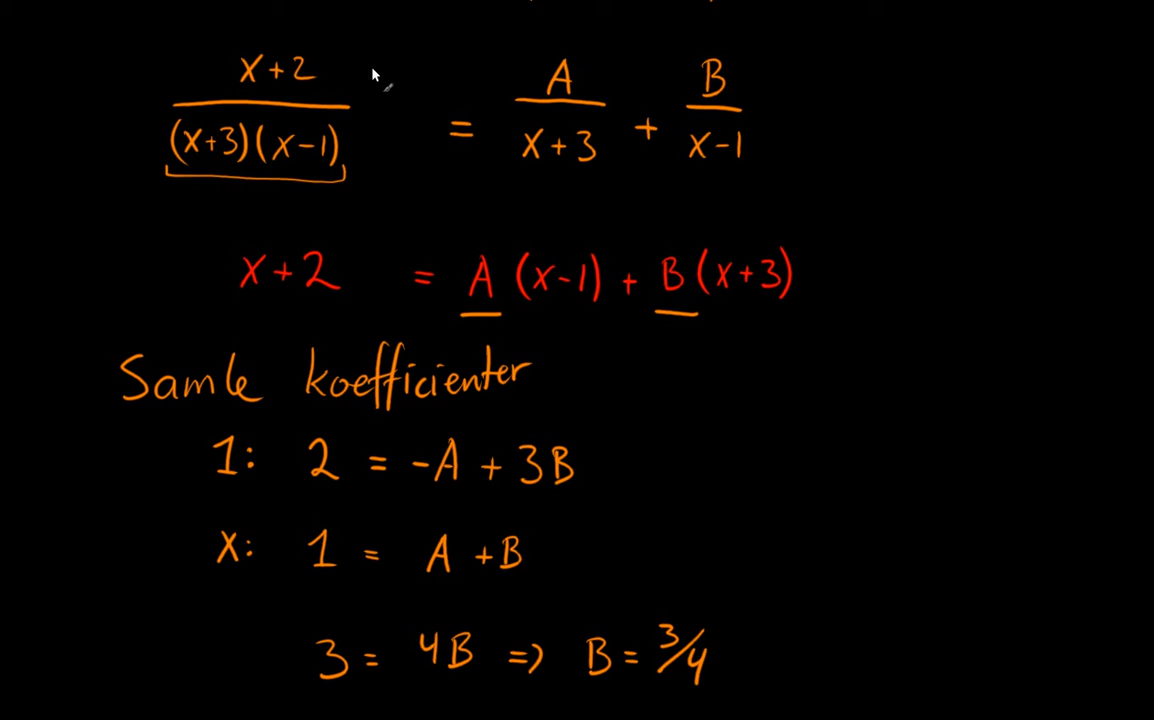 x+2 / (x+3)(x-1) = A / x+3 + B / x-1
x+2 = A (x-1) + B(x+3)
Samle koefficienter
1: 2 = -A + 3B
x: 1 = A +B
3 = 4B => B = 3/4